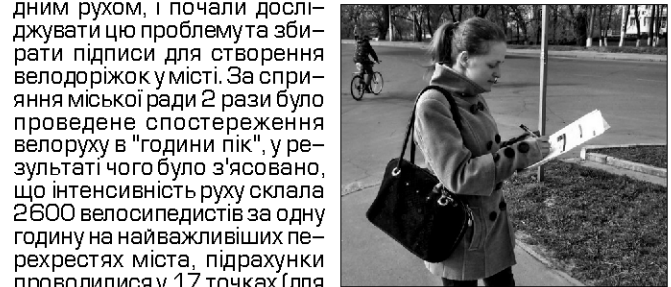 дним рухом, і почали дослі-
джувати цю проблему та зби-
рати підписи для створення
велодоріжок у місті. За спри-
яння міської ради 2 рази було
проведене спостереження
велоруху в "години пік", у ре-
зультаті чого було з'ясовано,
що інтенсивність руху склала
2600 велосипедистів за одну
годину на найважливіших пе-
рехрестях міста, підрахунки
проводилися у 17 точках (для